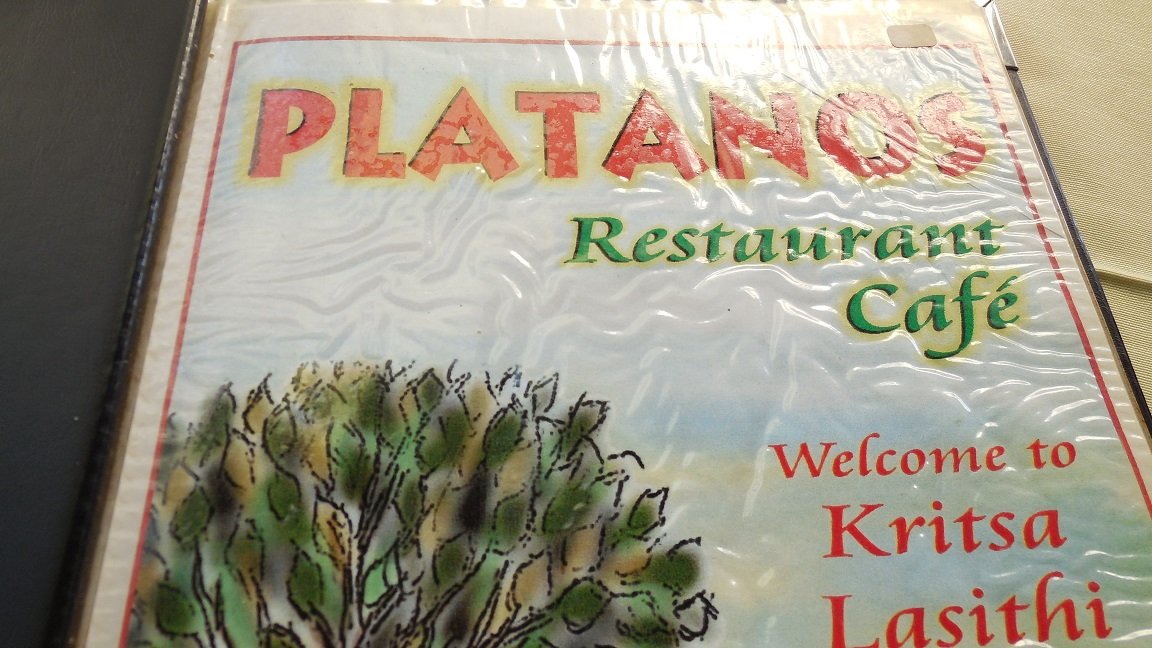 PLATANOS
Restaurant
Café
Welcome to
Kritsa
Lasithi